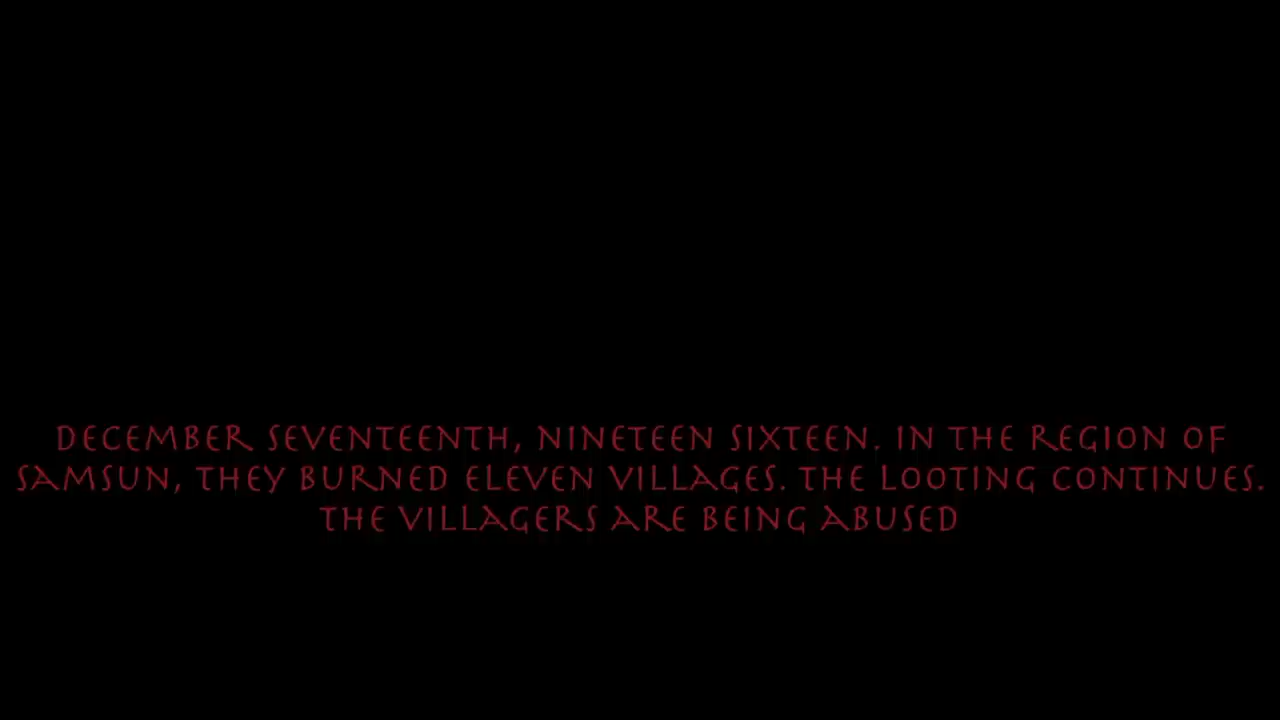 DECEMBER SEVENTEENTH, NINETEEN SIXTEEN. IN THE REGION OF
SAMSUN, THEY BURNED ELEVEN VILLAGES. THE LOOTING CONTINUES.
THE VILLAGERS ARE BEING ABUSED